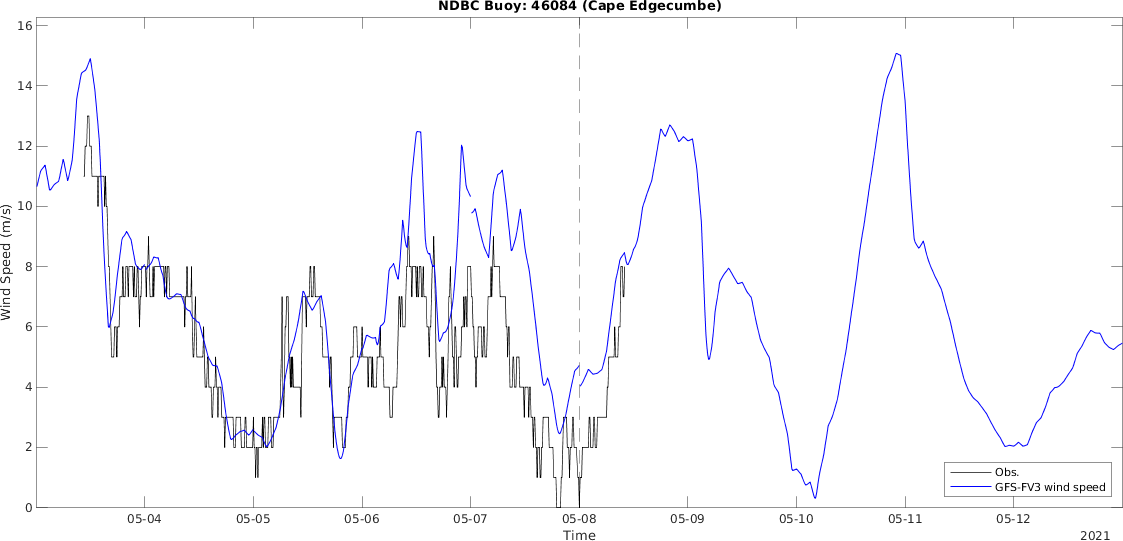 NDBC Buoy: 46084 (Cape Edgecumbe)
16
14
12
10
8
6
4
2
0
Wind Speed (m/s)
05-04 05-05 05-06 05-07 05-08 05-09 05-10 05-11 05-12
Time
2021
Obs.
GFS-FV3 wind speed